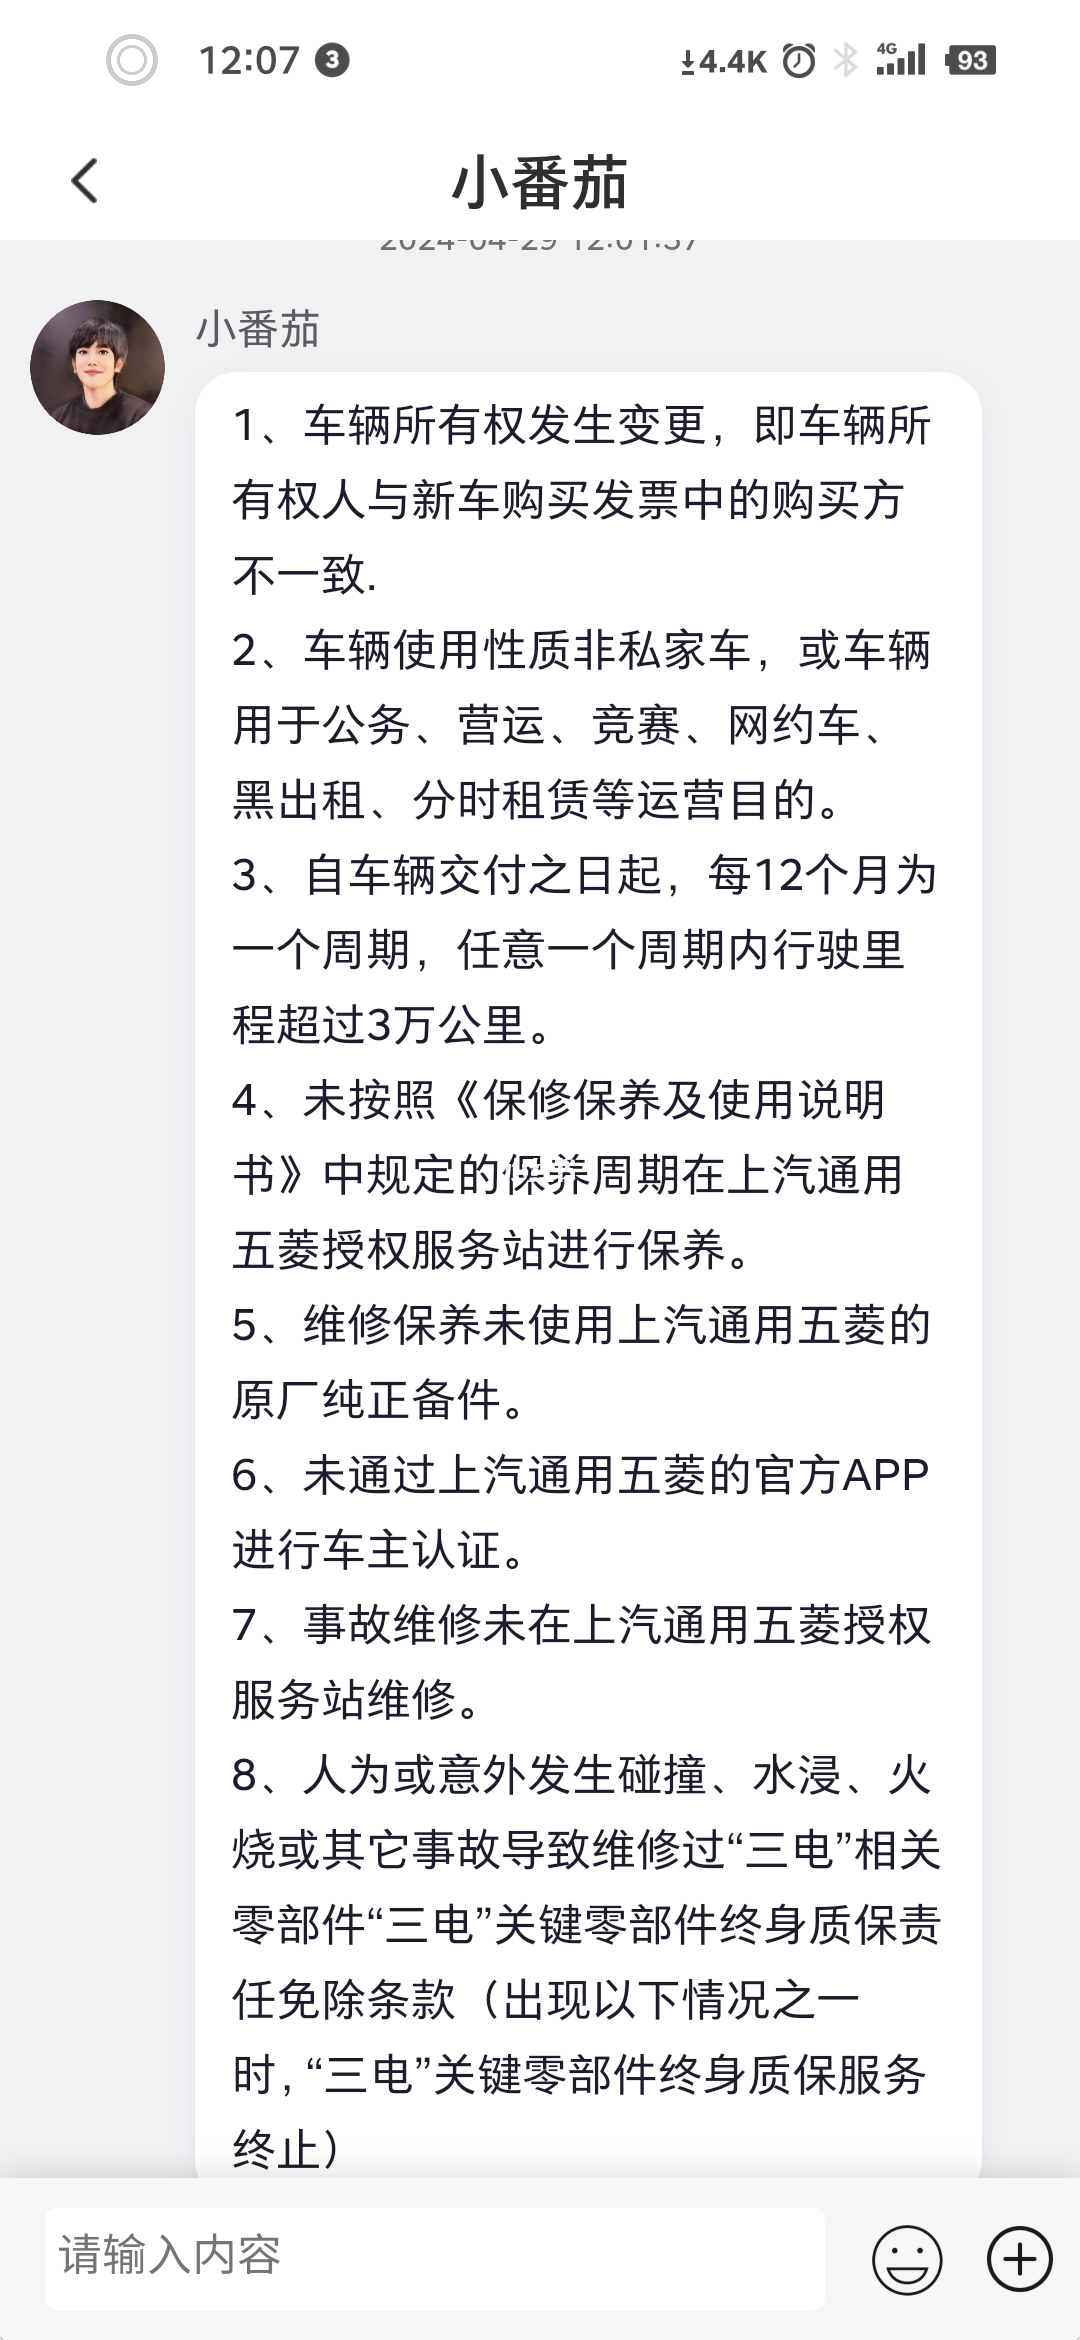 12:07 3 4.4K 4G 93
小番茄
2024-04-29 12:01:37
小番茄
1、车辆所有权发生变更，即车辆所
有权人与新车购买发票中的购买方
不一致.
2、车辆使用性质非私家车，或车辆
用于公务、营运、竞赛、网约车、
黑出租、分时租赁等运营目的。
3、自车辆交付之日起，每12个月为
一个周期，任意一个周期内行驶里
程超过3万公里。
4、未按照《保修保养及使用说明
书》中规定的保养周期在上汽通用
五菱授权服务站进行保养。
5、维修保养未使用上汽通用五菱的
原厂纯正备件。
6、未通过上汽通用五菱的官方APP
进行车主认证。
7、事故维修未在上汽通用五菱授权
服务站维修。
8、人为或意外发生碰撞、水浸、火
烧或其它事故导致维修过“三电”相关
零部件“三电”关键零部件终身质保责
任免除条款（出现以下情况之一
时，“三电”关键零部件终身质保服务
终止）
请输入内容